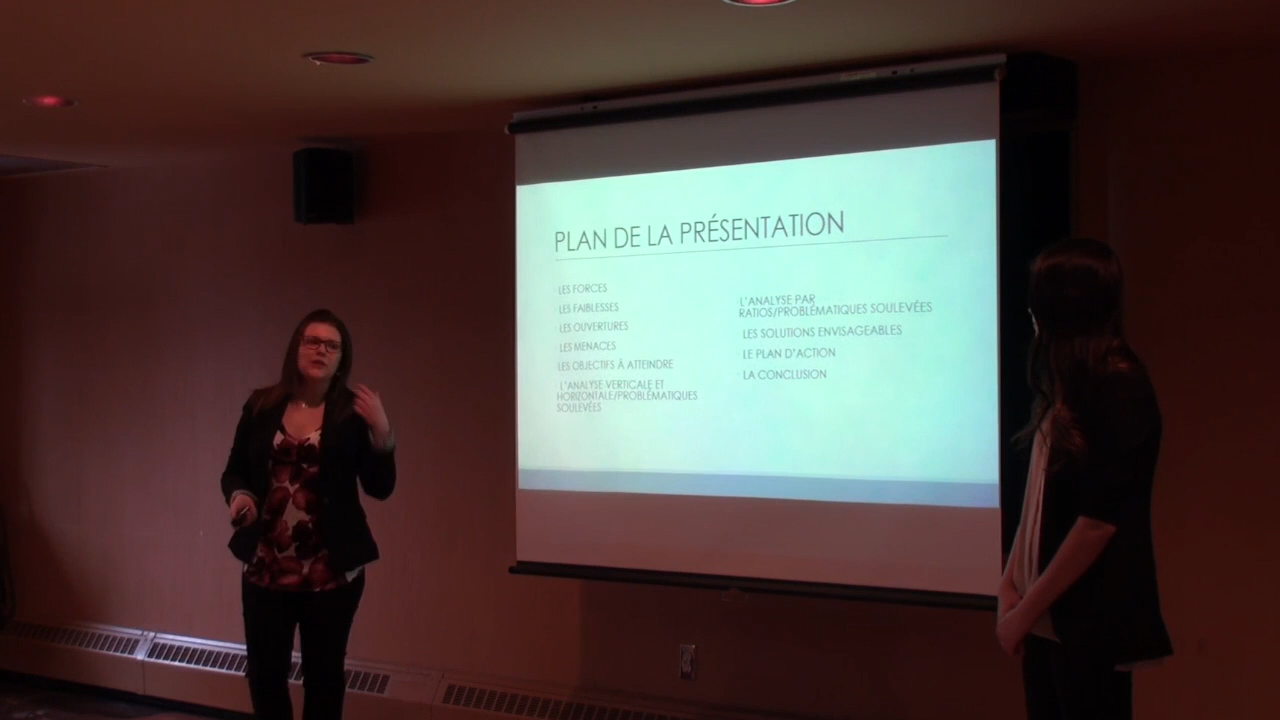 PLAN DE LA PRÉSENTATION
LES FORCES
LES FAIBLESSES
LES OUVERTURES
LES MENACES
LES OBJECTIFS À ATTEINDRE
L'ANALYSE VERTICALE ET
HORIZONTALE/PROBLÉMATIQUES
SOULEVÉES
L'ANALYSE PAR
RATIOS/PROBLÉMATIQUES SOULEVÉES
LES SOLUTIONS ENVISAGEABLES
LE PLAN D'ACTION
LA CONCLUSION